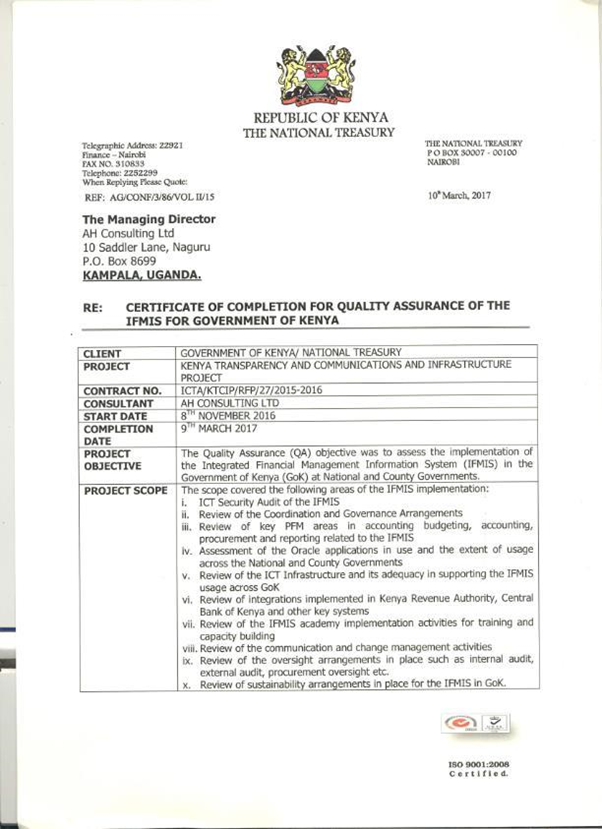 REPUBLIC OF KENYA
THE NATIONAL TREASURY
Telegraphic Address: 22921
Finance – Nairobi
FAX NO. 310833
Telephone: 2252299
When Replying Please Quote:
REF: AG/CONF/3/86/VOL II/15
THE NATIONAL TREASURY
P O BOX 30007 - 00100
NAIROBI
10th March, 2017
The Managing Director
AH Consulting Ltd
10 Saddler Lane, Naguru
P.O. Box 8699
KAMPALA, UGANDA.
RE: CERTIFICATE OF COMPLETION FOR QUALITY ASSURANCE OF THE
IFMIS FOR GOVERNMENT OF KENYA
CLIENT GOVERNMENT OF KENYA/ NATIONAL TREASURY
PROJECT KENYA TRANSPARENCY AND COMMUNICATIONS AND INFRASTRUCTURE
PROJECT
CONTRACT NO. ICTA/KTCIP/RFP/27/2015-2016
CONSULTANT AH CONSULTING LTD
START DATE 8TH NOVEMBER 2016
COMPLETION 9TH MARCH 2017
DATE
PROJECT The Quality Assurance (QA) objective was to assess the implementation of
OBJECTIVE the Integrated Financial Management Information System (IFMIS) in the
Government of Kenya (GoK) at National and County Governments.
PROJECT SCOPE The scope covered the following areas of the IFMIS implementation:
i. ICT Security Audit of the IFMIS
ii. Review of the Coordination and Governance Arrangements
iii. Review of key PFM areas in accounting budgeting, accounting,
procurement and reporting related to the IFMIS
iv. Assessment of the Oracle applications in use and the extent of usage
across the National and County Governments
v. Review of the ICT Infrastructure and its adequacy in supporting the IFMIS
usage across GoK
vi. Review of integrations implemented in Kenya Revenue Authority, Central
Bank of Kenya and other key systems
vii. Review of the IFMIS academy implementation activities for training and
capacity building
viii. Review of the communication and change management activities
ix. Review of the oversight arrangements in place such as internal audit,
external audit, procurement oversight etc.
x. Review of sustainability arrangements in place for the IFMIS in GoK.
ISO 9001:2008
Certified.